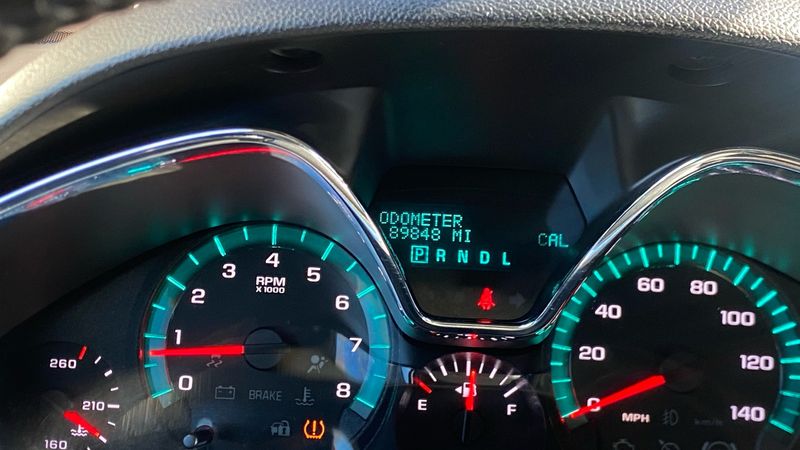 ODOMETER
89848 MI
CAL
P R N D L
RPM
X1000
0
1
2
3
4
5
6
7
8
BRAKE
260
210
160
E
F
0
20
40
60
80
100
120
140
MPH
km/h